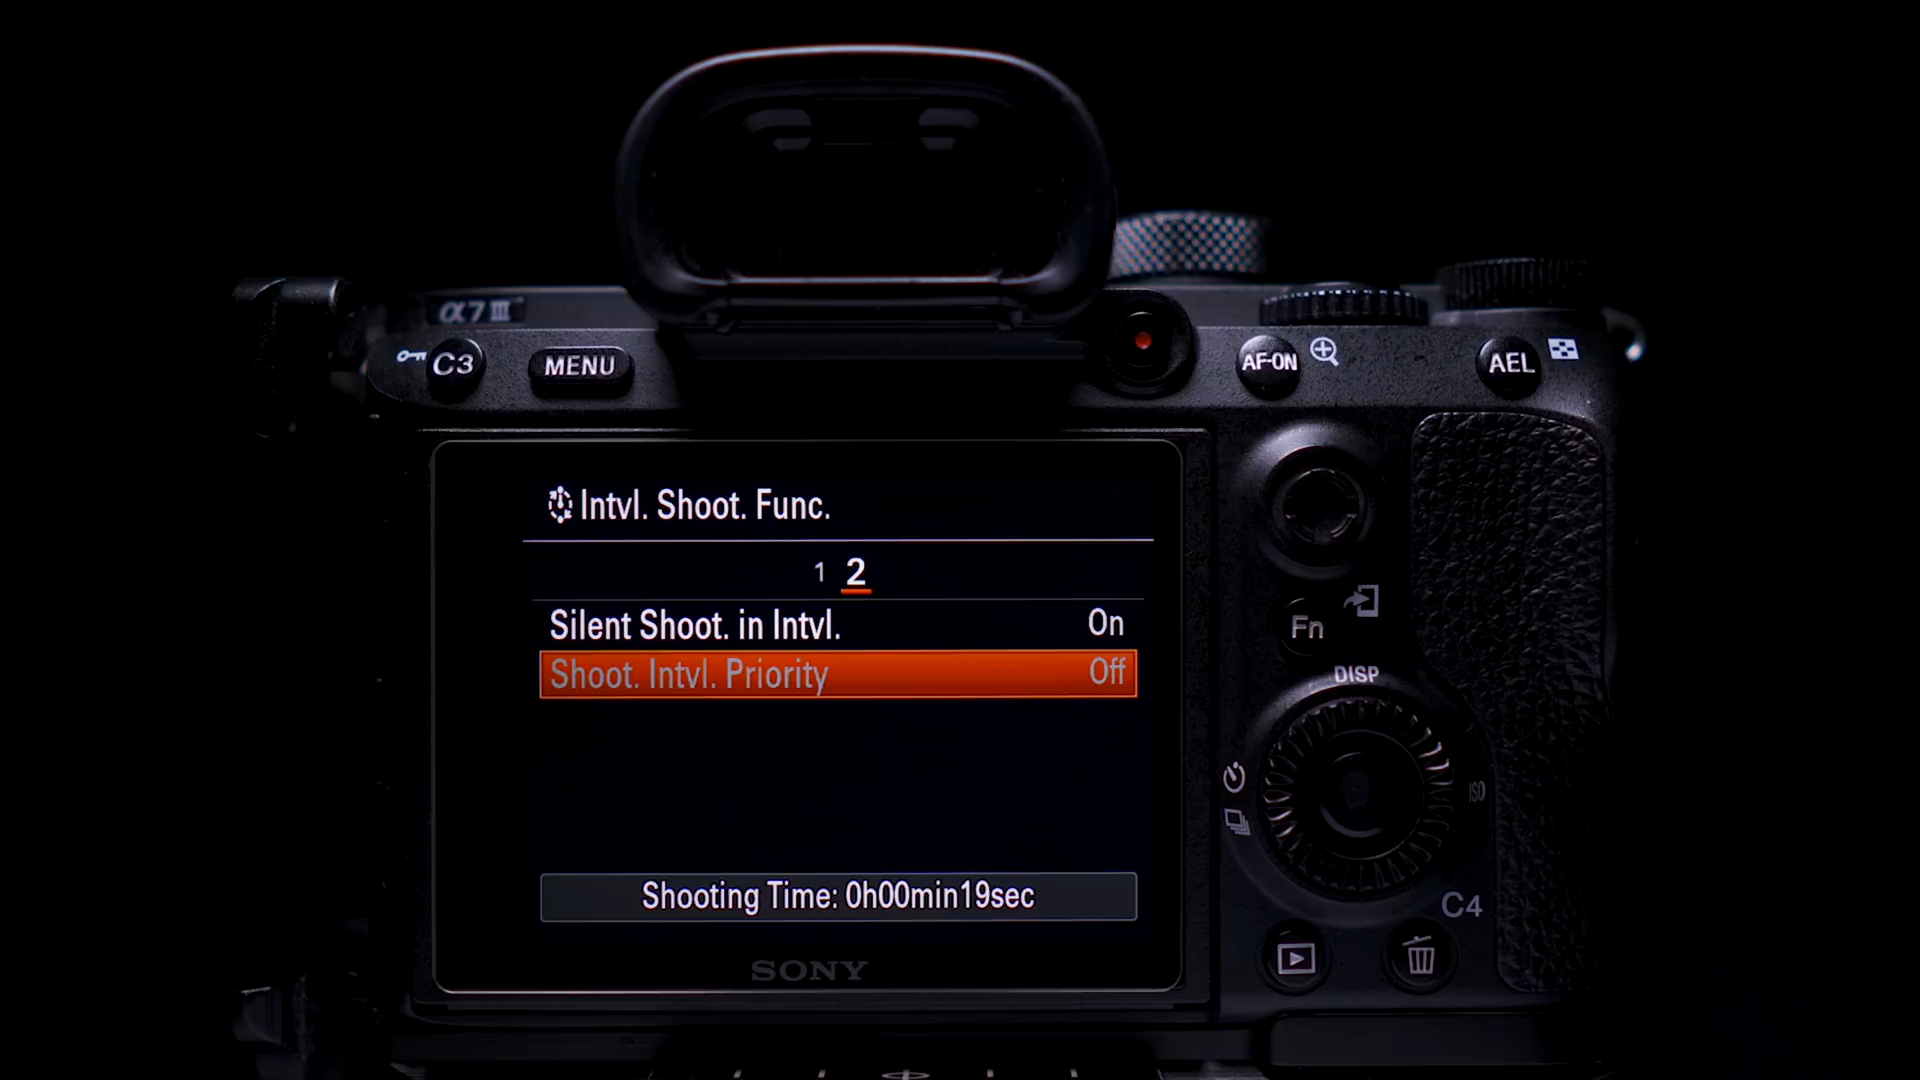 α7III
C3
MENU
AF-ON
AEL
Intvl. Shoot. Func.
1 2
Silent Shoot. in Intvl. On
Shoot. Intvl. Priority Off
Fn
DISP
ISO
Shooting Time: 0h00min19sec
C4
SONY